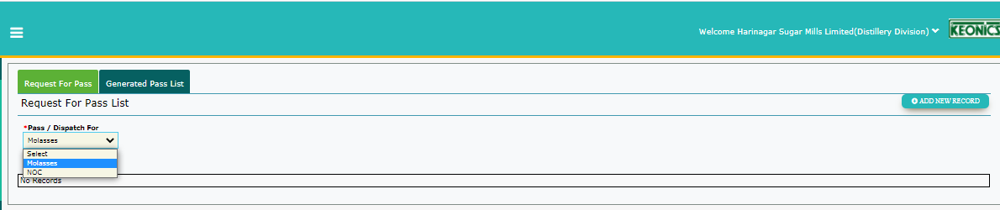 Welcome Harinagar Sugar Mills Limited(Distillery Division)
KEONICS
Request For Pass
Generated Pass List
Request For Pass List
ADD NEW RECORD
*Pass / Dispatch For
Molasses
Select
Molasses
NOC
No Records